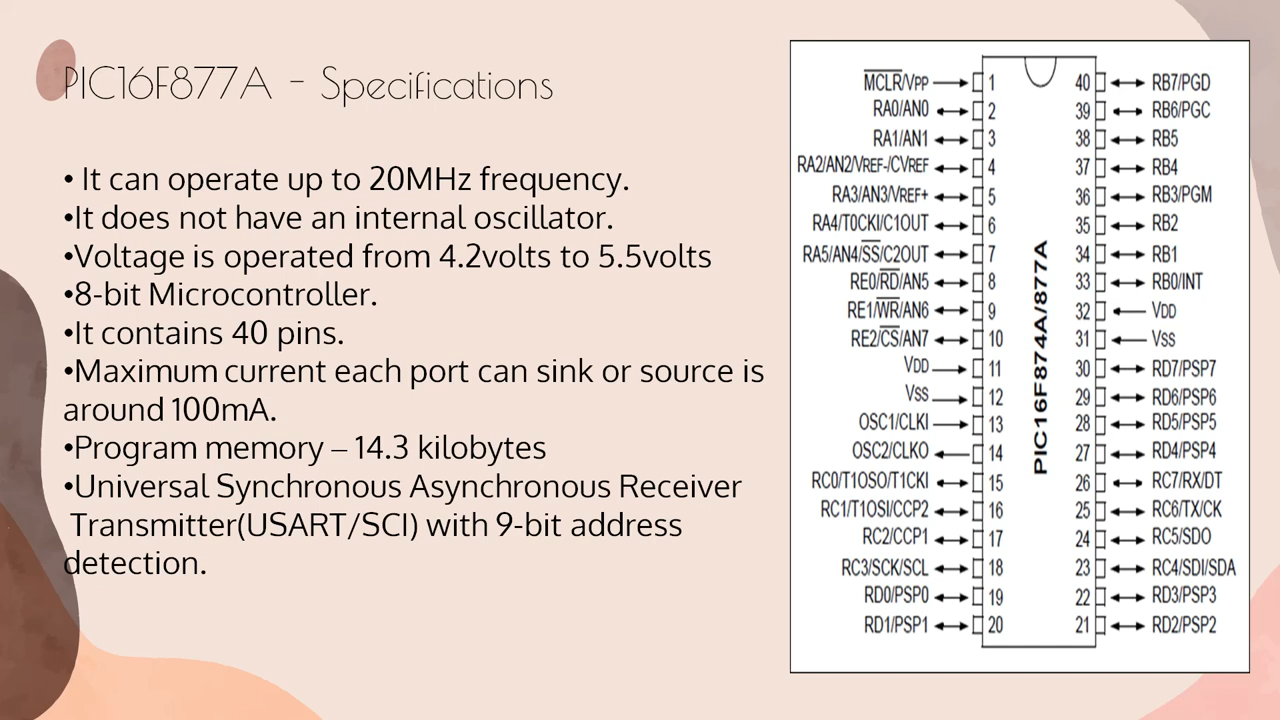 PIC16F877A - Specifications
• It can operate up to 20MHz frequency.
•It does not have an internal oscillator.
•Voltage is operated from 4.2volts to 5.5volts
•8-bit Microcontroller.
•It contains 40 pins.
•Maximum current each port can sink or source is
around 100mA.
•Program memory – 14.3 kilobytes
•Universal Synchronous Asynchronous Receiver
Transmitter(USART/SCI) with 9-bit address
detection.
MCLR/VPP 1 40 RB7/PGD
RA0/AN0 2 39 RB6/PGC
RA1/AN1 3 38 RB5
RA2/AN2/VREF-/CVREF 4 37 RB4
RA3/AN3/VREF+ 5 36 RB3/PGM
RA4/T0CKI/C1OUT 6 35 RB2
RA5/AN4/SS/C2OUT 7 34 RB1
RE0/RD/AN5 8 33 RB0/INT
RE1/WR/AN6 9 32 VDD
RE2/CS/AN7 10 31 VSS
VDD 11 30 RD7/PSP7
VSS 12 29 RD6/PSP6
OSC1/CLKI 13 28 RD5/PSP5
OSC2/CLKO 14 27 RD4/PSP4
RC0/T1OSO/T1CKI 15 26 RC7/RX/DT
RC1/T1OSI/CCP2 16 25 RC6/TX/CK
RC2/CCP1 17 24 RC5/SDO
RC3/SCK/SCL 18 23 RC4/SDI/SDA
RD0/PSP0 19 22 RD3/PSP3
RD1/PSP1 20 21 RD2/PSP2
PIC16F874A/877A